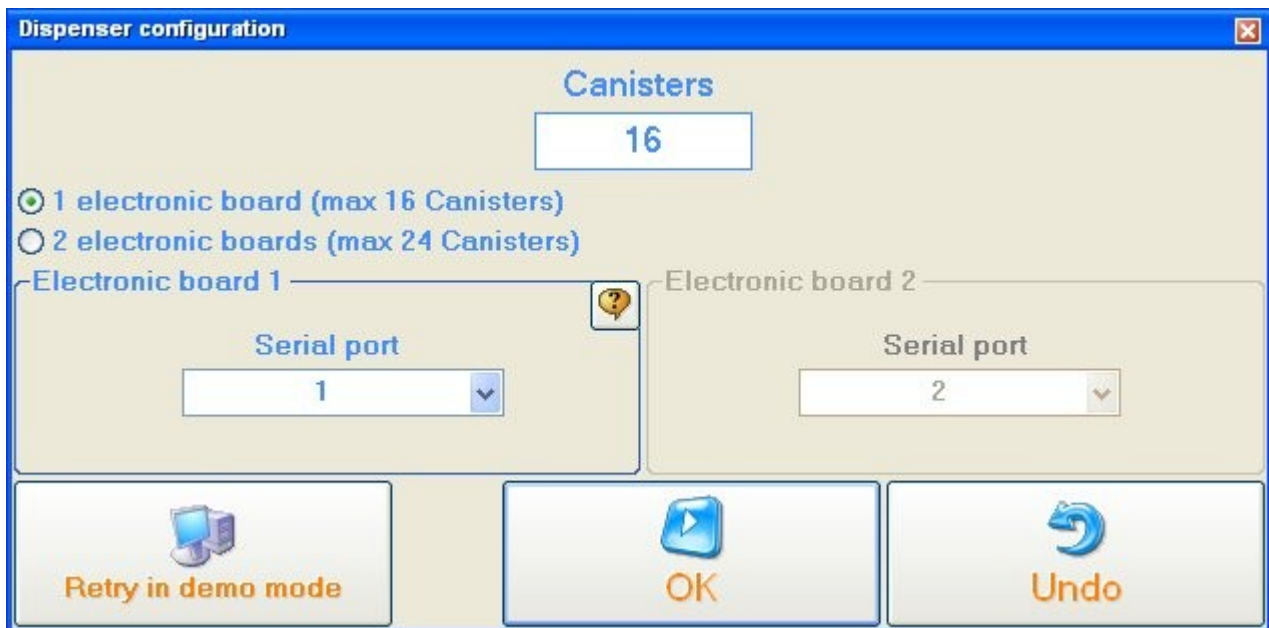 Dispenser configuration
Canisters
16
1 electronic board (max 16 Canisters)
2 electronic boards (max 24 Canisters)
Electronic board 1
Electronic board 2
Serial port
Serial port
1
2
Retry in demo mode
OK
Undo